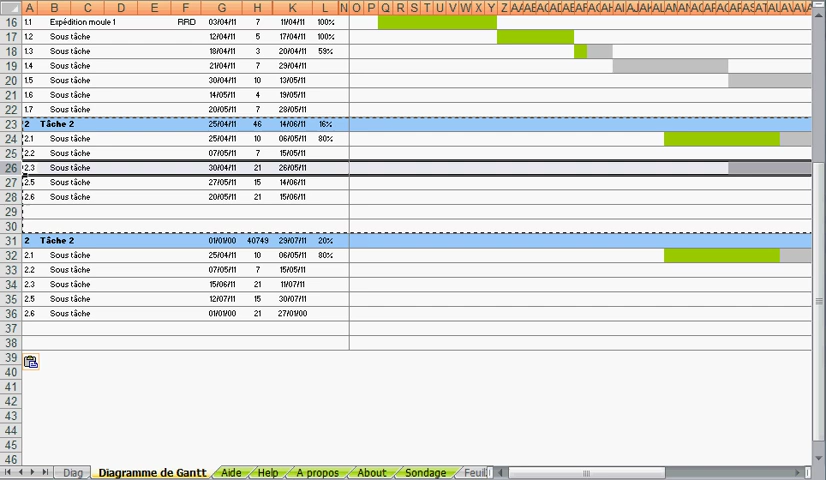 A B C D E F G H K L N O P Q R S T U V W X Y Z
16 1.1 Expédition moule 1 RRD 03/04/11 7 11/04/11 100%
17 1.2 Sous tâche 12/04/11 5 17/04/11 100%
18 1.3 Sous tâche 18/04/11 3 20/04/11 59%
19 1.4 Sous tâche 21/04/11 7 29/04/11
20 1.5 Sous tâche 30/04/11 10 13/05/11
21 1.6 Sous tâche 14/05/11 4 19/05/11
22 1.7 Sous tâche 20/05/11 7 28/05/11
23 2 Tâche 2 25/04/11 46 14/06/11 16%
24 2.1 Sous tâche 25/04/11 10 06/05/11 80%
25 2.2 Sous tâche 07/05/11 7 15/05/11
26 2.3 Sous tâche 30/04/11 21 26/05/11
27 2.5 Sous tâche 27/05/11 15 14/06/11
28 2.6 Sous tâche 20/05/11 21 15/06/11
29
30
31 2 Tâche 2 01/01/00 40749 29/07/11 20%
32 2.1 Sous tâche 25/04/11 10 06/05/11 80%
33 2.2 Sous tâche 07/05/11 7 15/05/11
34 2.3 Sous tâche 15/06/11 21 11/07/11
35 2.5 Sous tâche 12/07/11 15 30/07/11
36 2.6 Sous tâche 01/01/00 21 27/01/00
37
38
39
40
41
42
43
44
45
46
Diag Diagramme de Gantt Aide Help A propos About Sondage Feuil